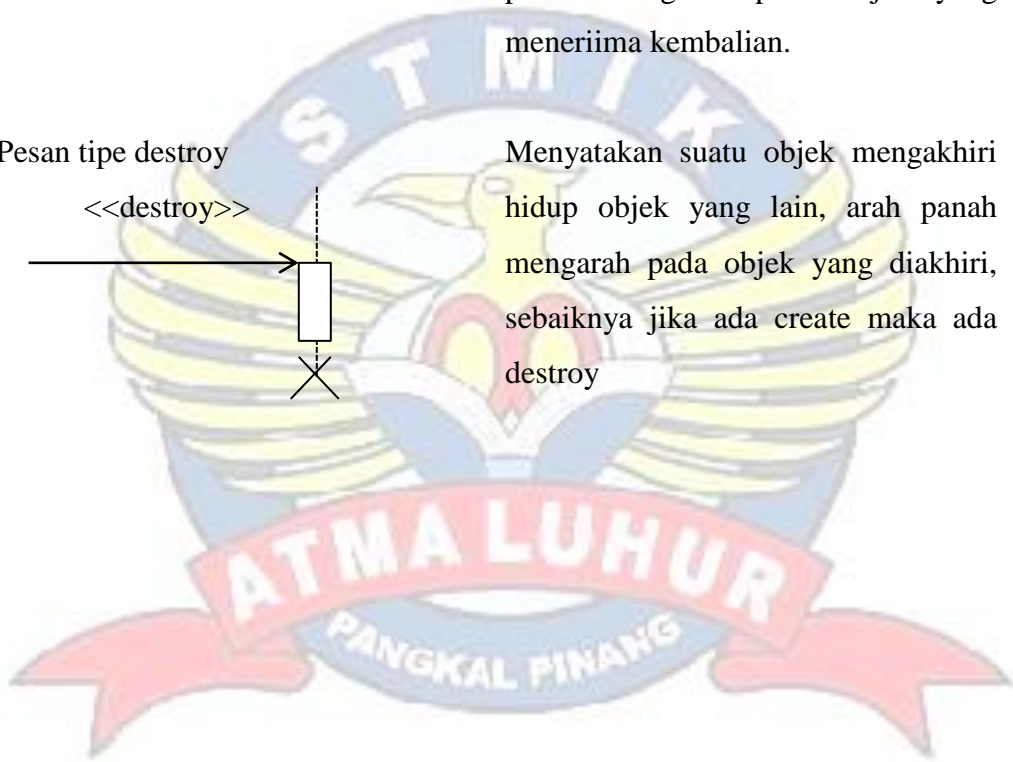 meneriima kembalian.
Pesan tipe destroy
<<destroy>>
Menyatakan suatu objek mengakhiri
hidup objek yang lain, arah panah
mengarah pada objek yang diakhiri,
sebaiknya jika ada create maka ada
destroy
STMIK
ATMA LUHUR
PANGKAL PINANG